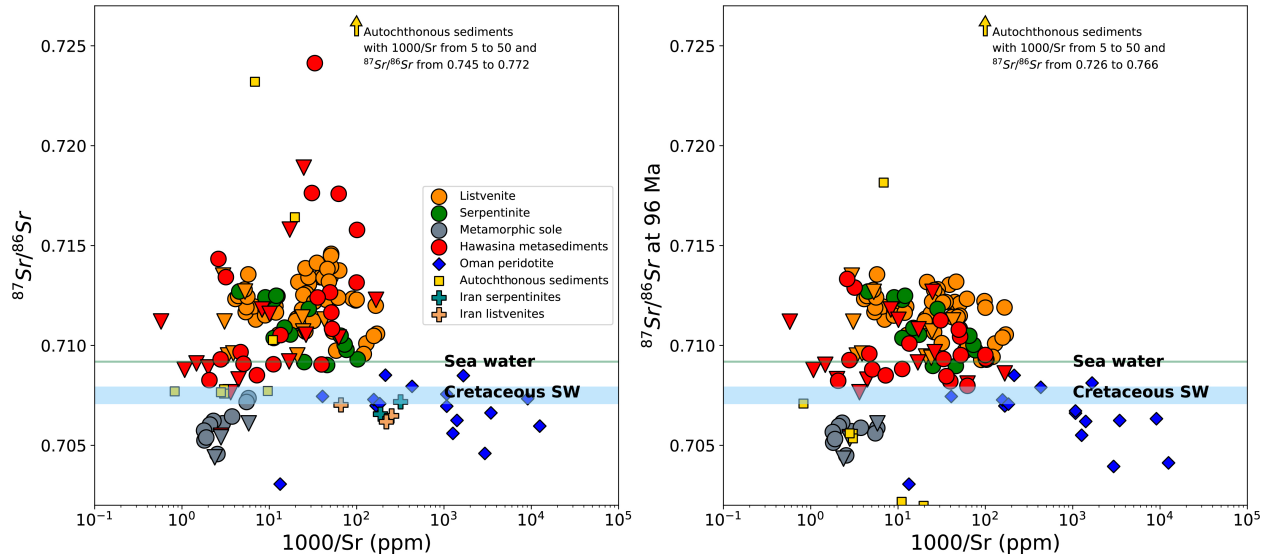 0.725
0.720
0.715
0.710
0.705
⁸⁷Sr/⁸⁶Sr
Autochthonous sediments
with 1000/Sr from 5 to 50 and
⁸⁷Sr/⁸⁶Sr from 0.745 to 0.772
Listvenite
Serpentinite
Metamorphic sole
Hawasina metasediments
Oman peridotite
Autochthonous sediments
Iran serpentinites
Iran listvenites
Sea water
Cretaceous SW
10⁻¹ 10⁰ 10¹ 10² 10³ 10⁴ 10⁵
1000/Sr (ppm)
0.725
0.720
0.715
0.710
0.705
⁸⁷Sr/⁸⁶Sr at 96 Ma
Autochthonous sediments
with 1000/Sr from 5 to 50 and
⁸⁷Sr/⁸⁶Sr from 0.726 to 0.766
Sea water
Cretaceous SW
10⁻¹ 10⁰ 10¹ 10² 10³ 10⁴ 10⁵
1000/Sr (ppm)